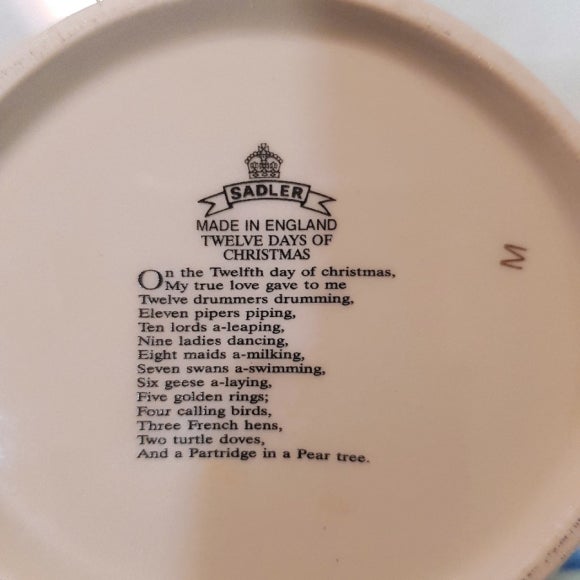 SADLER
MADE IN ENGLAND
TWELVE DAYS OF
CHRISTMAS
On the Twelfth day of christmas,
My true love gave to me
Twelve drummers drumming,
Eleven pipers piping,
Ten lords a-leaping,
Nine ladies dancing,
Eight maids a-milking,
Seven swans a-swimming,
Six geese a-laying,
Five golden rings;
Four calling birds,
Three French hens,
Two turtle doves,
And a Partridge in a Pear tree.
M